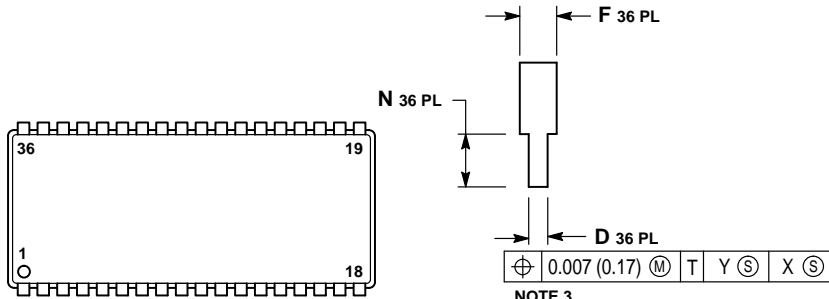 F 36 PL
N 36 PL
36 19
1
18
D 36 PL
⌖ 0.007 (0.17) Ⓜ T Y Ⓢ X Ⓢ
NOTE 3